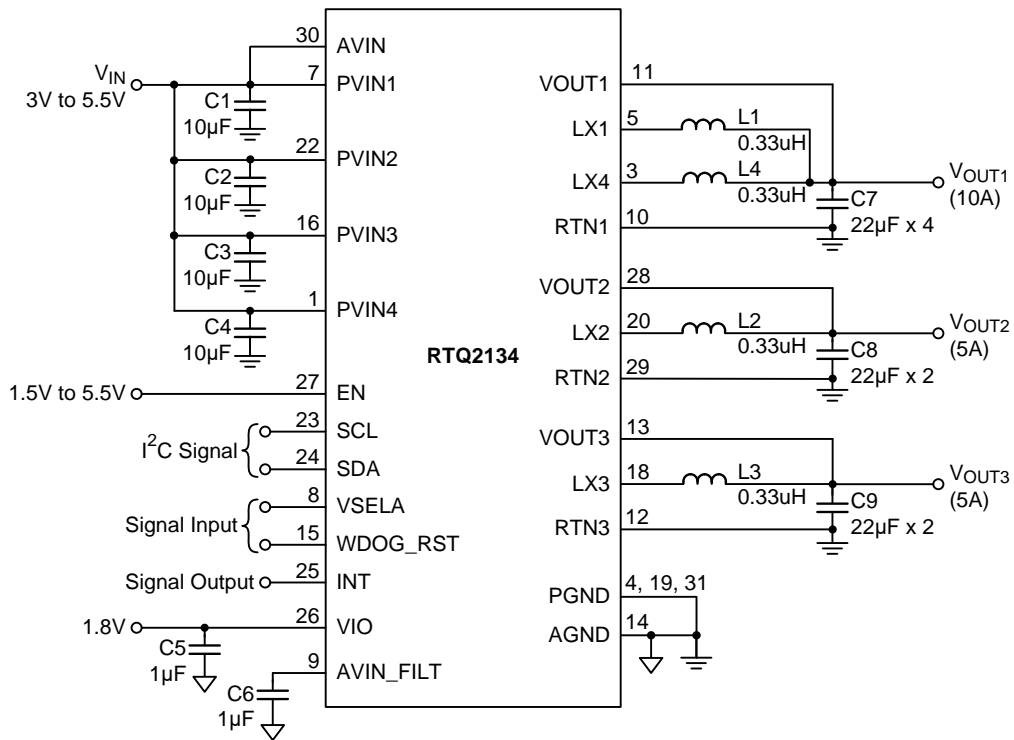 30
AVIN
V_IN
3V to 5.5V
7
PVIN1
C1
10µF
22
PVIN2
C2
10µF
16
PVIN3
C3
10µF
1
PVIN4
C4
10µF
1.5V to 5.5V
27
EN
I²C Signal
23
SCL
24
SDA
Signal Input
8
VSELA
15
WDOG_RST
Signal Output
25
INT
1.8V
26
VIO
C5
1µF
9
AVIN_FILT
C6
1µF
RTQ2134
VOUT1
11
LX1
5
L1
0.33uH
LX4
3
L4
0.33uH
V_OUT1
(10A)
C7
22µF x 4
RTN1
10
VOUT2
28
LX2
20
L2
0.33uH
V_OUT2
(5A)
C8
22µF x 2
RTN2
29
VOUT3
13
LX3
18
L3
0.33uH
V_OUT3
(5A)
C9
22µF x 2
RTN3
12
PGND
4, 19, 31
AGND
14